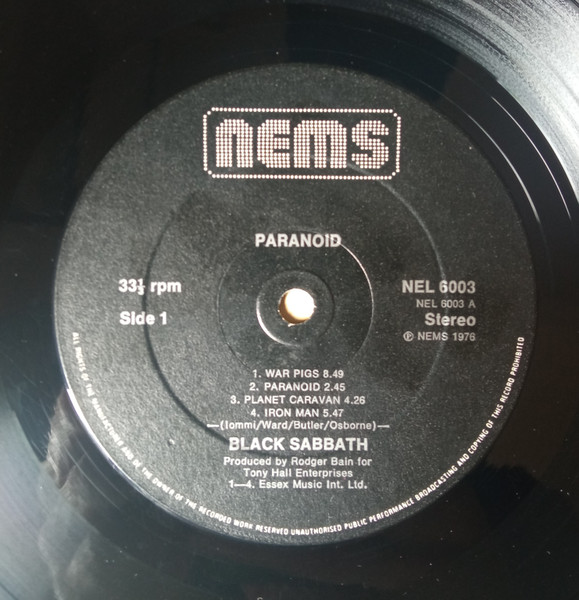 nems
PARANOID
33⅓ rpm
Side 1
NEL 6003
NEL 6003 A
Stereo
Ⓟ NEMS 1976
1. WAR PIGS 8.49
2. PARANOID 2.45
3. PLANET CARAVAN 4.26
4. IRON MAN 5.47
—(Iommi/Ward/Butler/Osborne)—
BLACK SABBATH
Produced by Rodger Bain for
Tony Hall Enterprises
1—4. Essex Music Int. Ltd.
ALL RIGHTS OF THE MANUFACTURER AND OF THE OWNER OF THE RECORDED WORK RESERVED UNAUTHORISED PUBLIC PERFORMANCE BROADCASTING AND COPYING OF THIS RECORD PROHIBITED